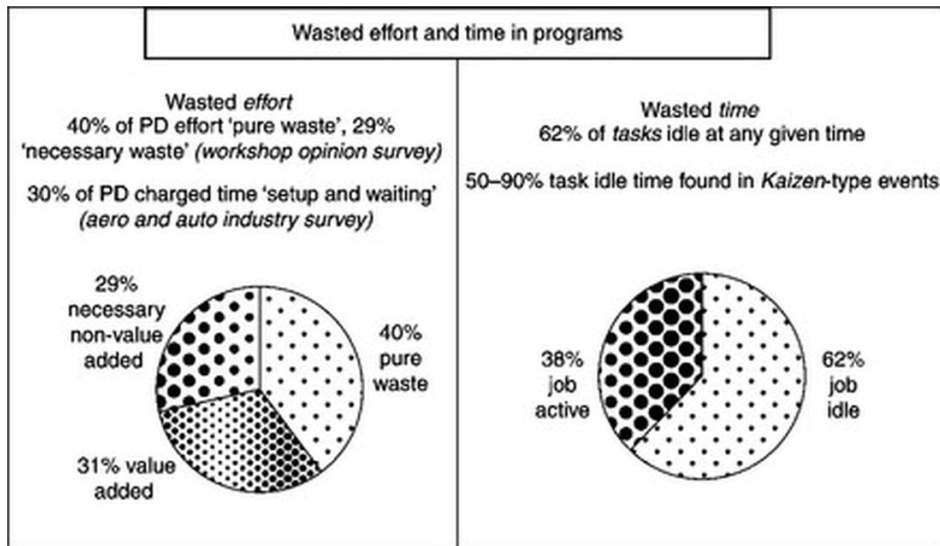 Wasted effort and time in programs
Wasted effort
40% of PD effort ‘pure waste’, 29%
‘necessary waste’ (workshop opinion survey)
30% of PD charged time ‘setup and waiting’
(aero and auto industry survey)
29%
necessary
non-value
added
40%
pure
waste
31% value
added
Wasted time
62% of tasks idle at any given time
50–90% task idle time found in Kaizen-type events
38%
job
active
62%
job
idle